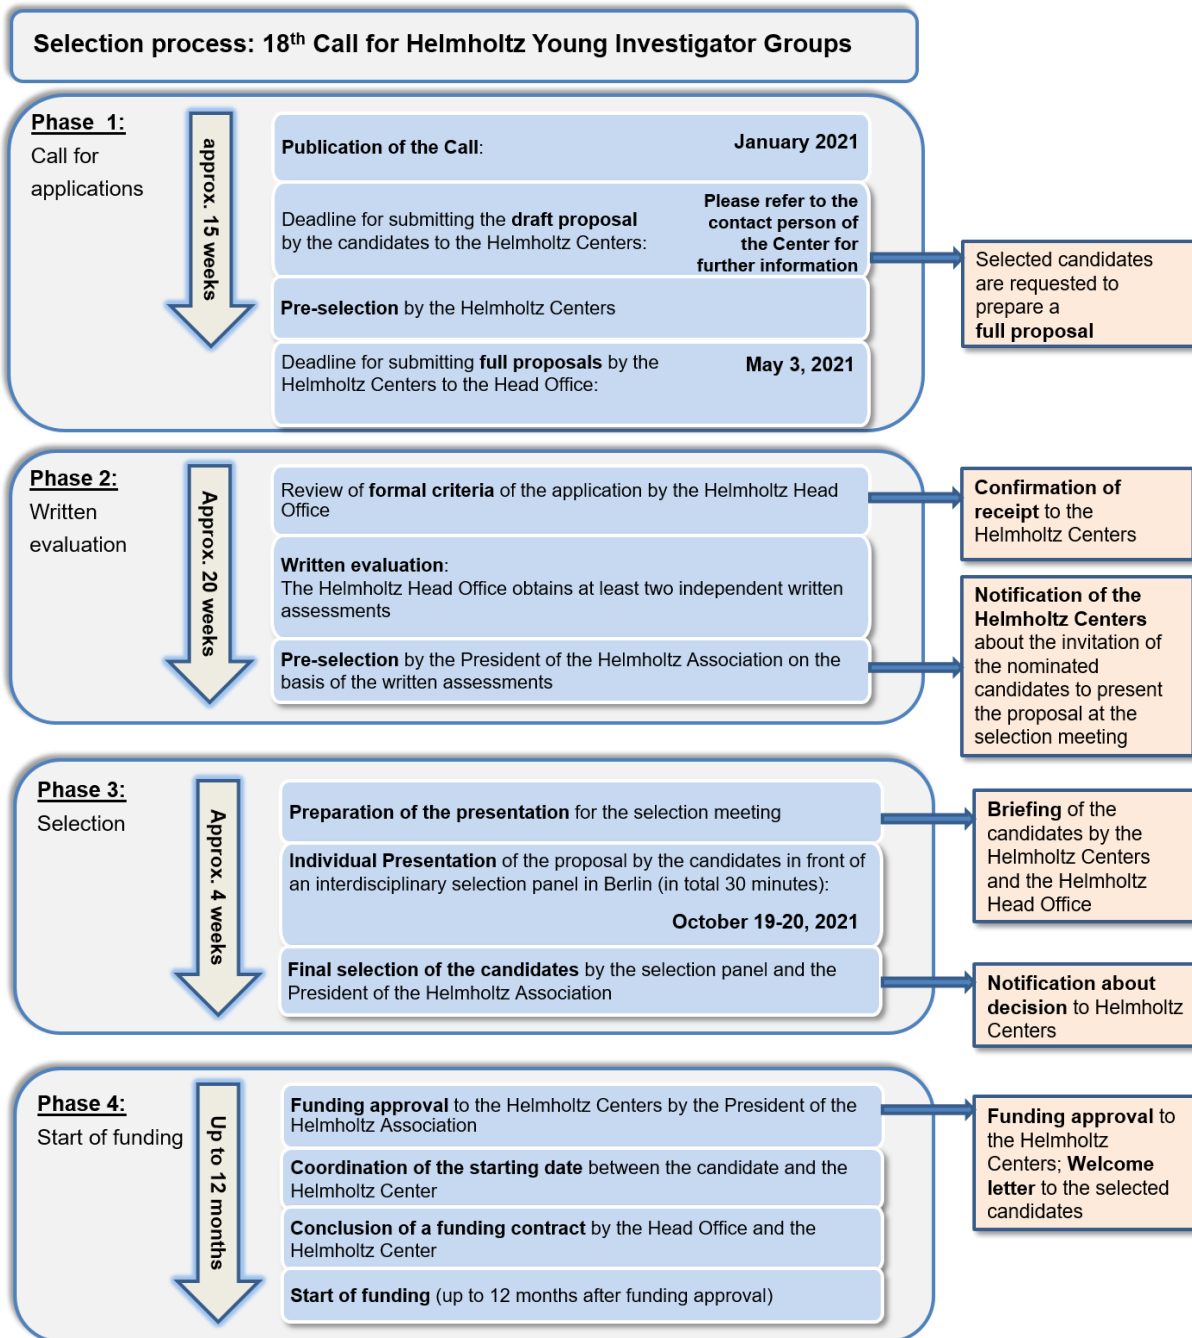 Selection process: 18th Call for Helmholtz Young Investigator Groups
Phase 1:
Call for
applications
approx. 15 weeks
Publication of the Call:
January 2021
Deadline for submitting the draft proposal
by the candidates to the Helmholtz Centers:
Please refer to the
contact person of
the Center for
further information
Selected candidates
are requested to
prepare a
full proposal
Pre-selection by the Helmholtz Centers
Deadline for submitting full proposals by the
Helmholtz Centers to the Head Office:
May 3, 2021
Phase 2:
Written
evaluation
Approx. 20 weeks
Review of formal criteria of the application by the Helmholtz Head
Office
Confirmation of
receipt to the
Helmholtz Centers
Written evaluation:
The Helmholtz Head Office obtains at least two independent written
assessments
Pre-selection by the President of the Helmholtz Association on the
basis of the written assessments
Notification of the
Helmholtz Centers
about the invitation of
the nominated
candidates to present
the proposal at the
selection meeting
Phase 3:
Selection
Approx. 4 weeks
Preparation of the presentation for the selection meeting
Briefing of the
candidates by the
Helmholtz Centers
and the Helmholtz
Head Office
Individual Presentation of the proposal by the candidates in front of
an interdisciplinary selection panel in Berlin (in total 30 minutes):
October 19-20, 2021
Final selection of the candidates by the selection panel and the
President of the Helmholtz Association
Notification about
decision to Helmholtz
Centers
Phase 4:
Start of funding
Up to 12 months
Funding approval to the Helmholtz Centers by the President of the
Helmholtz Association
Funding approval to
the Helmholtz
Centers; Welcome
letter to the selected
candidates
Coordination of the starting date between the candidate and the
Helmholtz Center
Conclusion of a funding contract by the Head Office and the
Helmholtz Center
Start of funding (up to 12 months after funding approval)